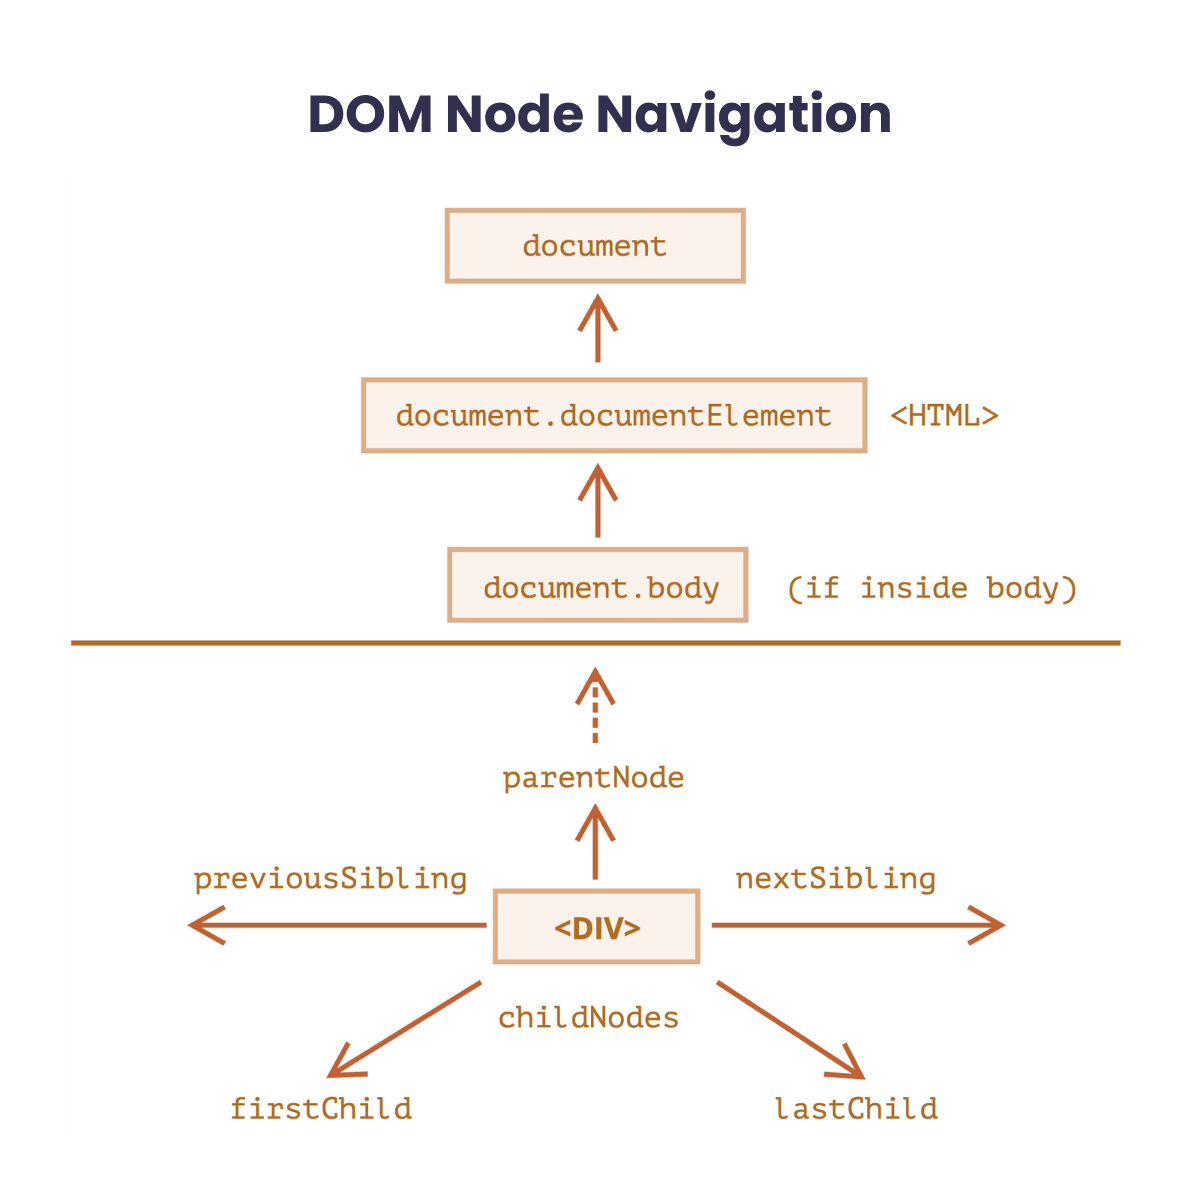 DOM Node Navigation
document
document.documentElement <HTML>
document.body (if inside body)
parentNode
previousSibling nextSibling
<DIV>
childNodes
firstChild lastChild